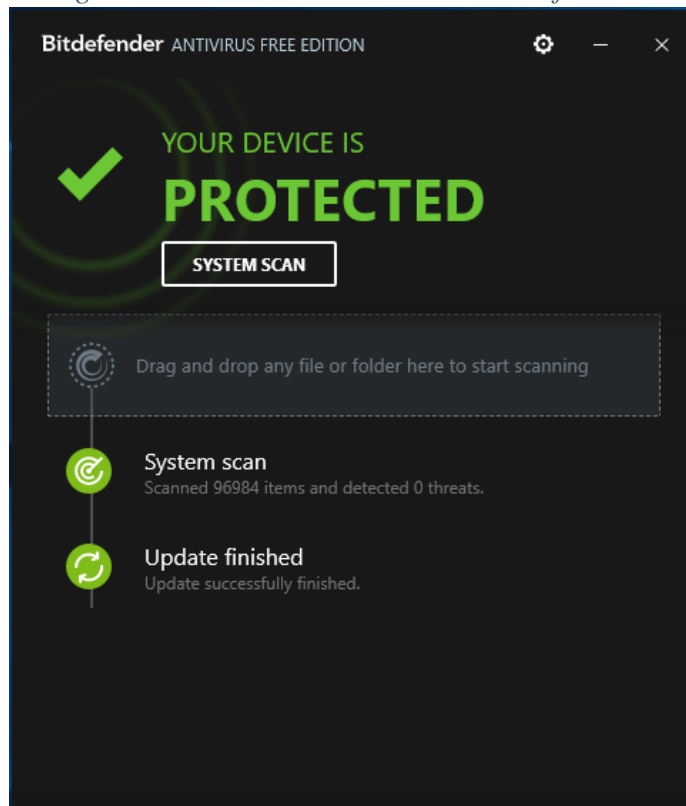 Bitdefender ANTIVIRUS FREE EDITION
YOUR DEVICE IS
PROTECTED
SYSTEM SCAN
Drag and drop any file or folder here to start scanning
System scan
Scanned 96984 items and detected 0 threats.
Update finished
Update successfully finished.